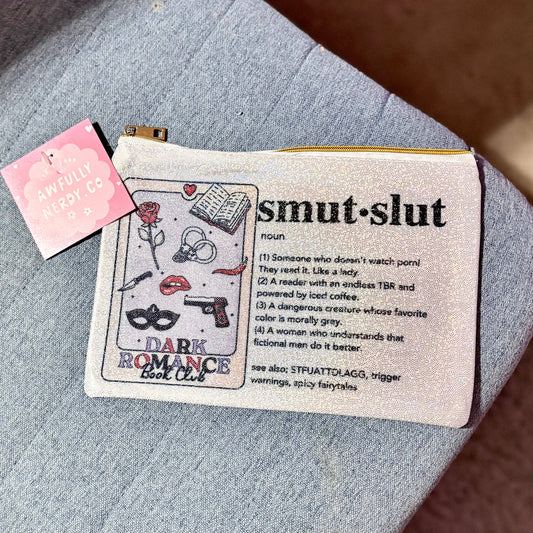 AWFULLY
NERDY CO
smut·slut
noun
(1) Someone who doesn't watch porn!
They read it. Like a lady.
(2) A reader with an endless TBR and
powered by iced coffee.
(3) A dangerous creature whose favorite
color is morally grey.
(4) A woman who understands that
fictional men do it better.
see also; STFUATTDLAGG, trigger
warnings, spicy fairytales
DARK
ROMANCE
Book Club